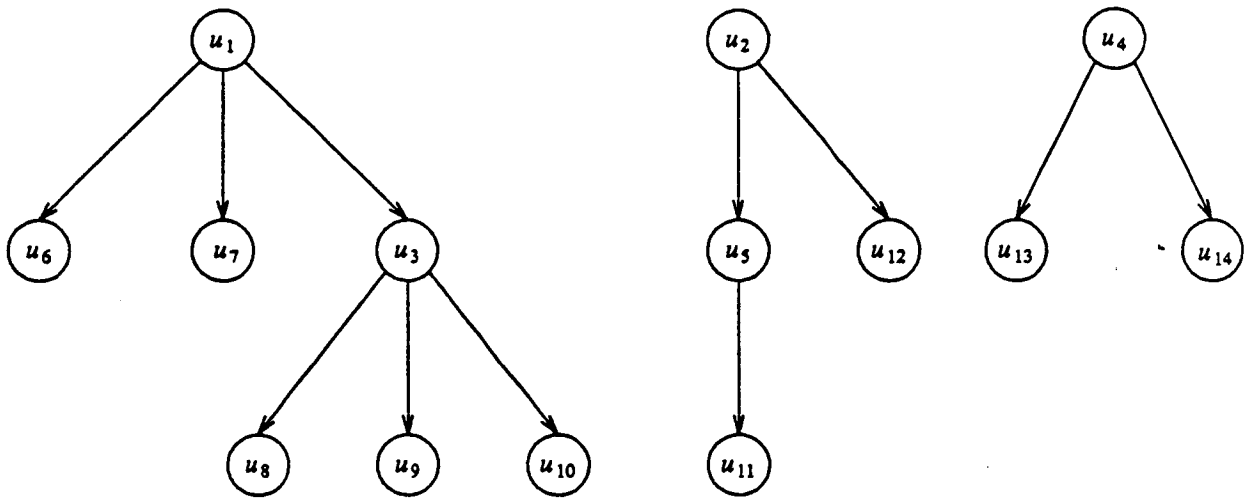 u₁ u₂ u₄
u₆ u₇ u₃ u₅ u₁₂ u₁₃ u₁₄
u₈ u₉ u₁₀ u₁₁